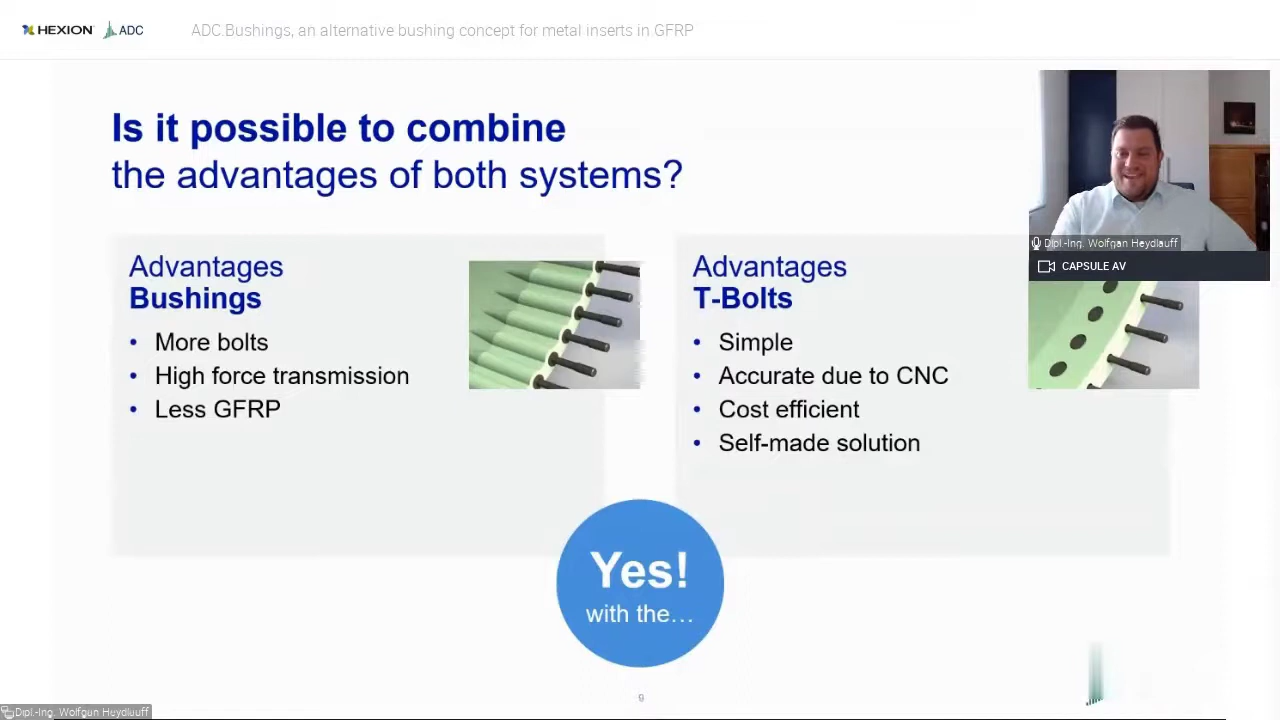 HEXION ADC ADC Bushings, an alternative bushing concept for metal inserts in GFRP
Is it possible to combine
the advantages of both systems?
Advantages
Bushings
• More bolts
• High force transmission
• Less GFRP
Advantages
T-Bolts
• Simple
• Accurate due to CNC
• Cost efficient
• Self-made solution
Dipl.-Ing. Wolfgan Heydlauff
CAPSULE AV
Yes!
with the...
9
Dipl.-Ing. Wolfgan Heydlauff